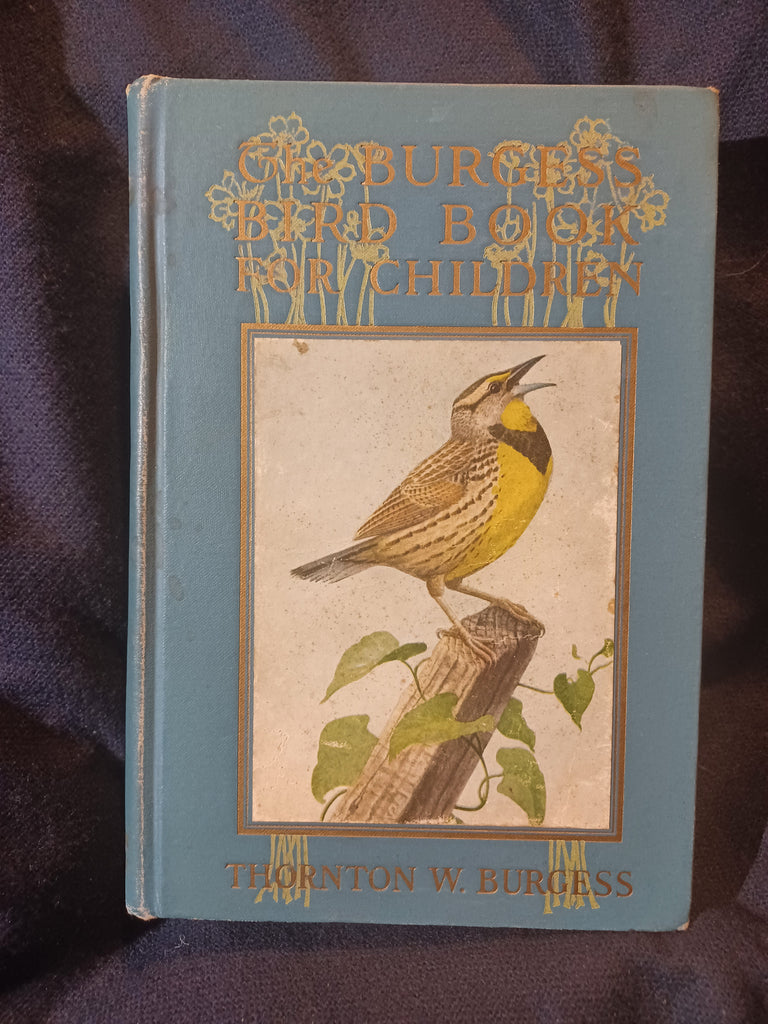 The BURGESS
BIRD BOOK
FOR CHILDREN
THORNTON W. BURGESS